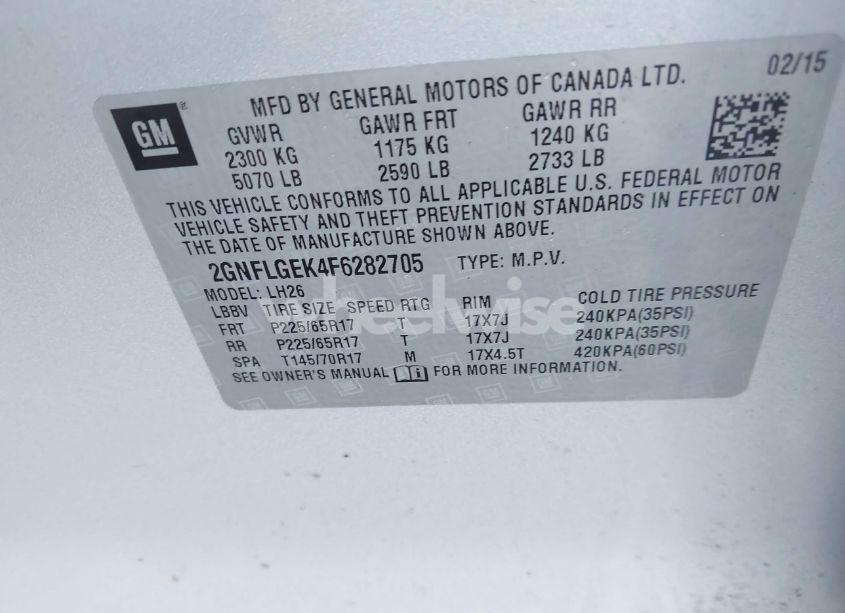 02/15
GM
MFD BY GENERAL MOTORS OF CANADA LTD.
GVWR GAWR FRT GAWR RR
2300 KG 1175 KG 1240 KG
5070 LB 2590 LB 2733 LB
THIS VEHICLE CONFORMS TO ALL APPLICABLE U.S. FEDERAL MOTOR
VEHICLE SAFETY AND THEFT PREVENTION STANDARDS IN EFFECT ON
THE DATE OF MANUFACTURE SHOWN ABOVE.
2GNFLGEK4F6282705 TYPE: M.P.V.
MODEL: LH26
LBBV TIRE SIZE SPEED RTG RIM COLD TIRE PRESSURE
FRT P225/65R17 T 17X7J 240KPA(35PSI)
RR P225/65R17 T 17X7J 240KPA(35PSI)
SPA T145/70R17 M 17X4.5T 420KPA(60PSI)
SEE OWNER'S MANUAL FOR MORE INFORMATION.
wheelwise